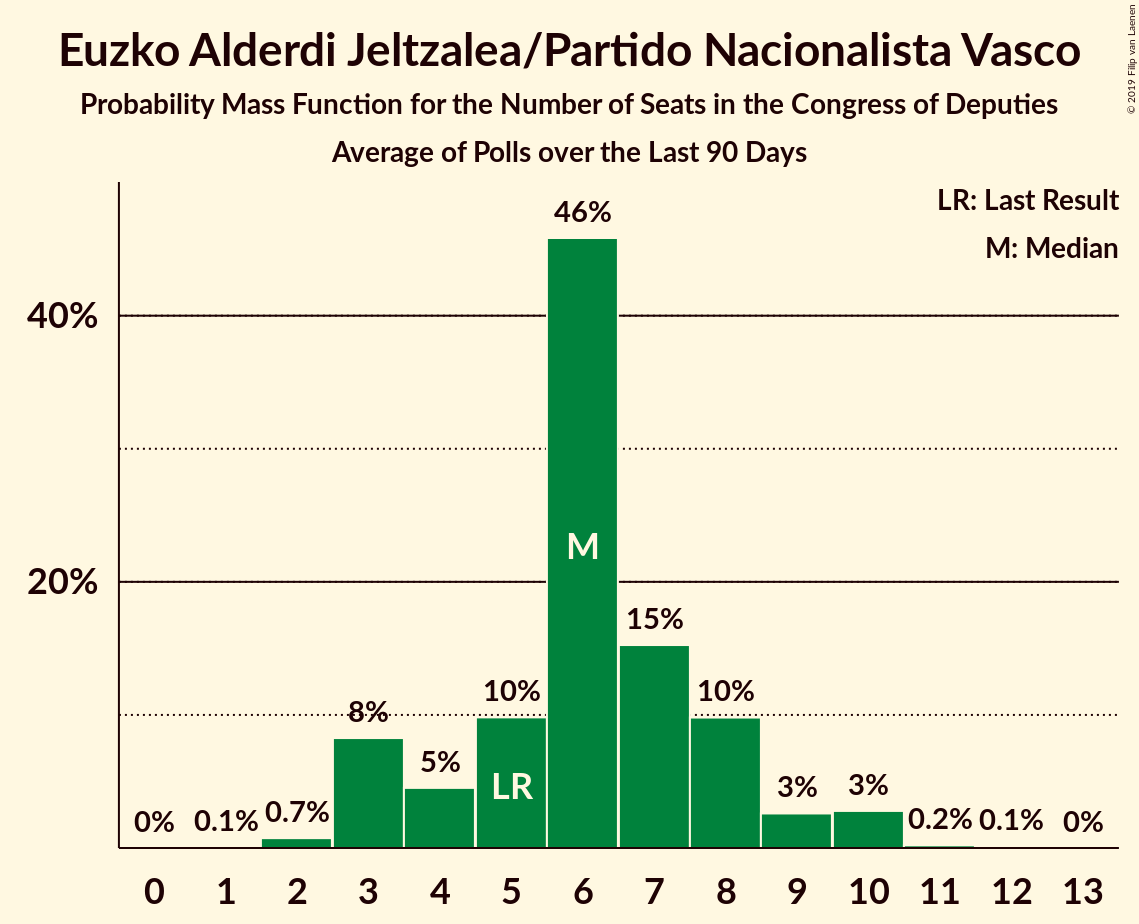 Euzko Alderdi Jeltzalea/Partido Nacionalista Vasco
Probability Mass Function for the Number of Seats in the Congress of Deputies
Average of Polls over the Last 90 Days
© 2019 Filip van Laenen
LR: Last Result
M: Median
40%
20%
0%
0.1%
0.7%
8%
5%
10%
46%
15%
10%
3%
3%
0.2%
0.1%
0%
LR
M
0 1 2 3 4 5 6 7 8 9 10 11 12 13